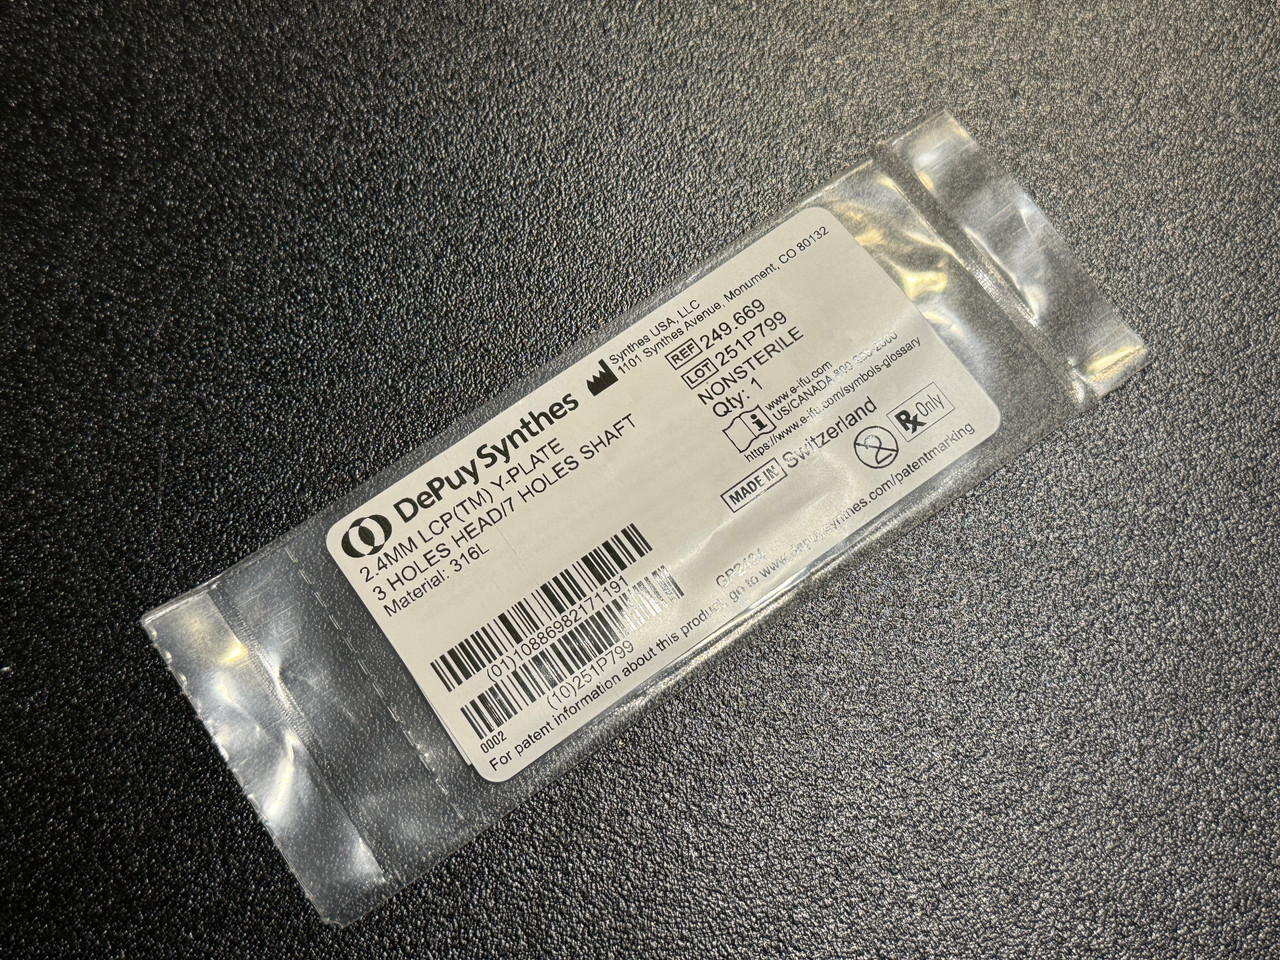 DePuySynthes
2.4MM LCP(TM) Y-PLATE
3 HOLES HEAD/7 HOLES SHAFT
Material: 316L
Synthes USA, LLC
1101 Synthes Avenue, Monument, CO 80132
REF 249.669
LOT 251P799
NONSTERILE
Qty: 1
i
www.e-ifu.com
US/CANADA
https://www.e-ifu.com/symbols-glossary
MADE IN Switzerland
2
Rx Only
(01)10886982171191
(10)251P799
0002
GP2424
For patent information about this product, go to www.depuysynthes.com/patentmarking